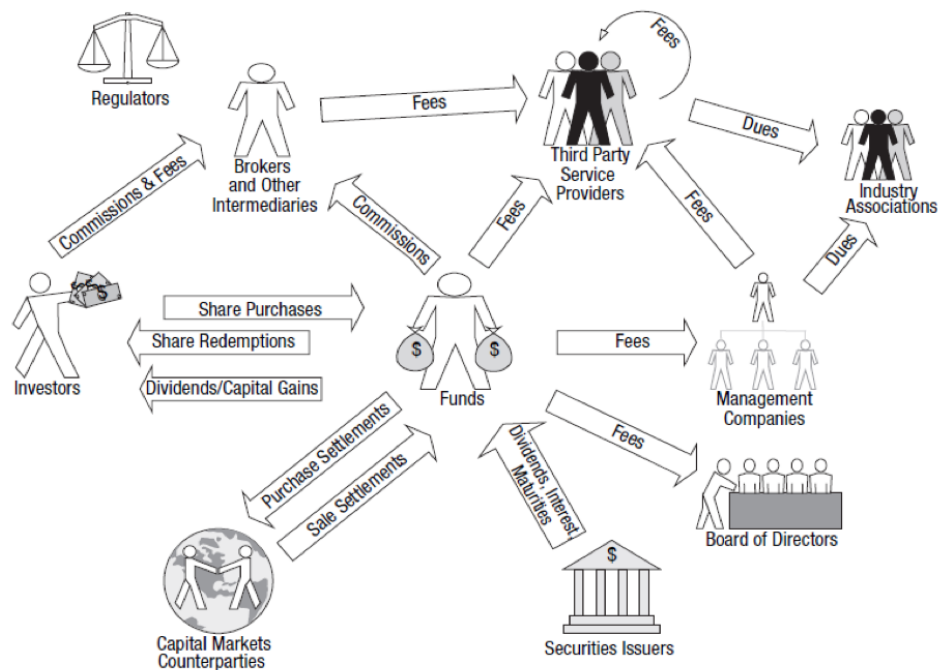 Fees
Regulators
Fees
Dues
Brokers
and Other
Intermediaries
Third Party
Service
Providers
Industry
Associations
Commissions & Fees
Commissions
Fees
Fees
Dues
$
Share Purchases
Share Redemptions
$
$
Fees
Investors
Dividends/Capital Gains
Funds
Management
Companies
Purchase Settlements
Sale Settlements
Dividends, Interest,
Maturities
Fees
Board of Directors
$
Capital Markets
Counterparties
Securities Issuers